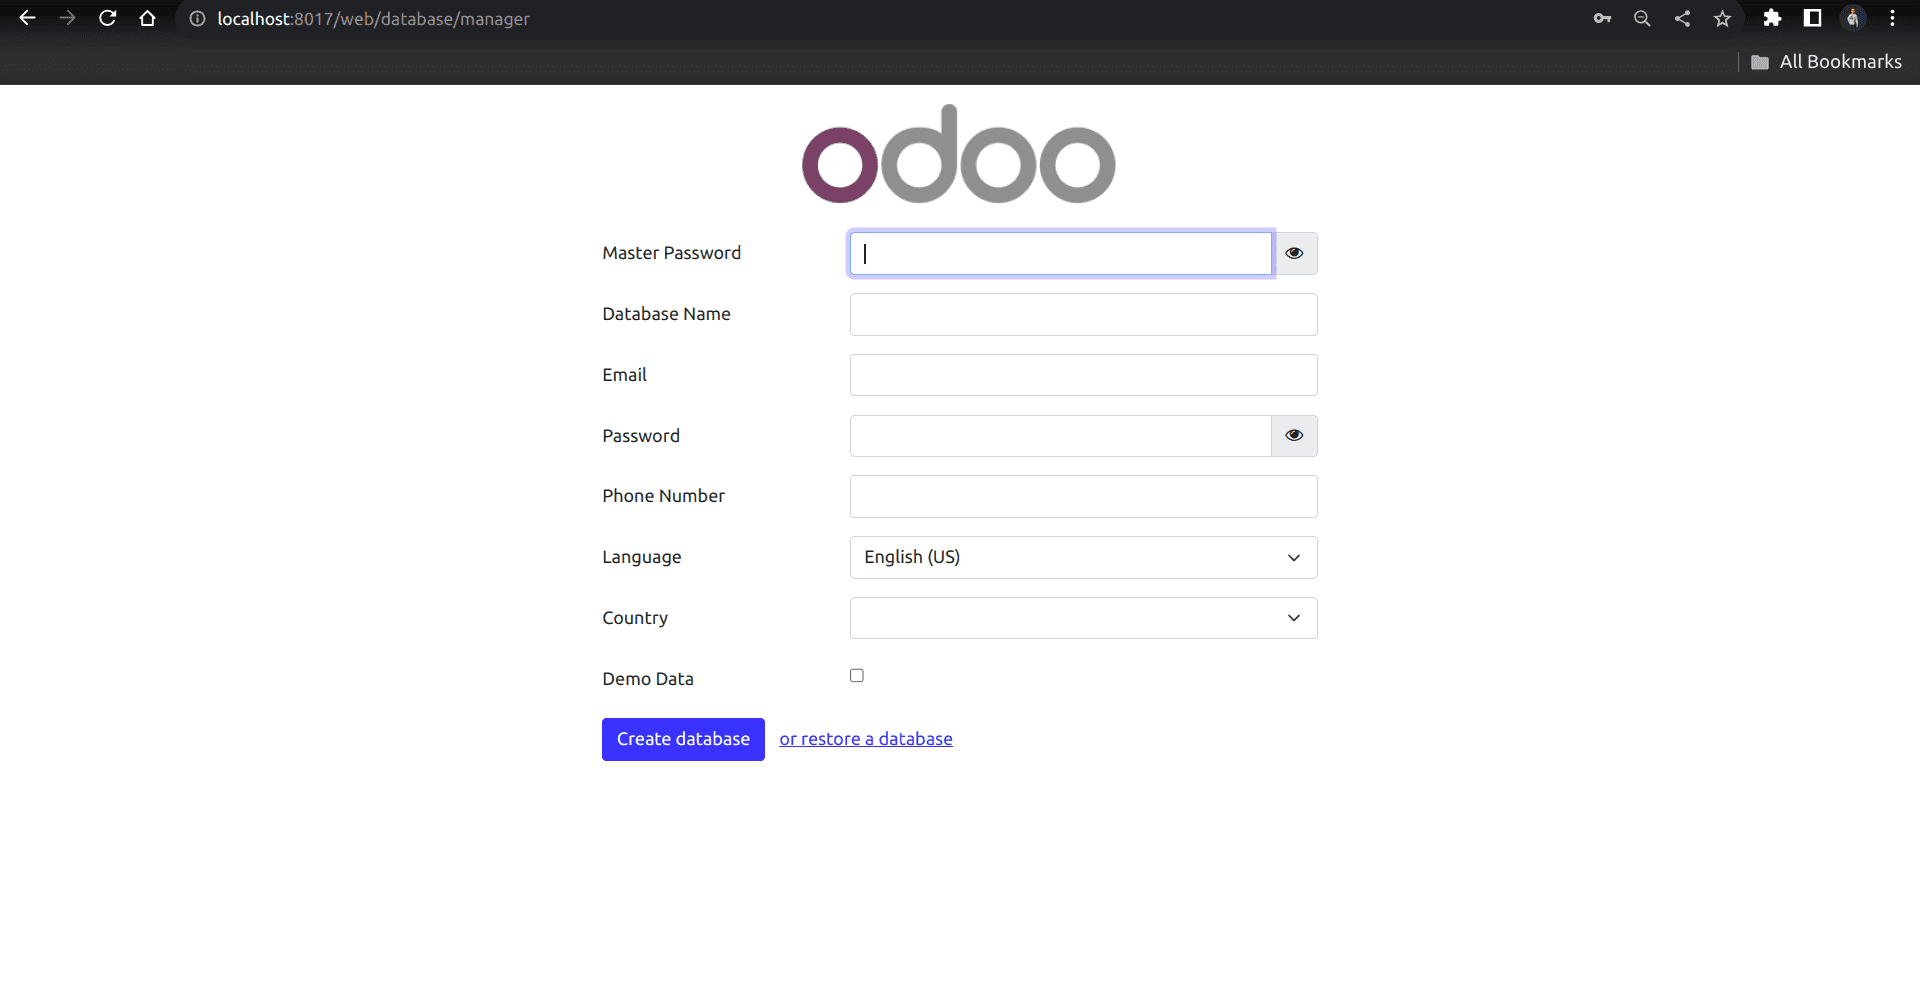 localhost:8017/web/database/manager
All Bookmarks
odoo
Master Password
Database Name
Email
Password
Phone Number
Language English (US)
Country
Demo Data
Create database or restore a database